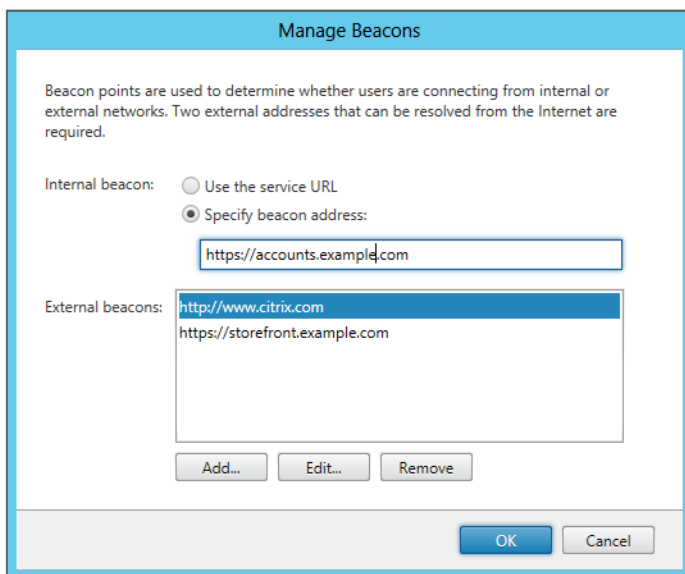 Manage Beacons
Beacon points are used to determine whether users are connecting from internal or
external networks. Two external addresses that can be resolved from the Internet are
required.
Internal beacon:
Use the service URL
Specify beacon address:
https://accounts.example.com
External beacons:
http://www.citrix.com
https://storefront.example.com
Add... Edit... Remove
OK Cancel